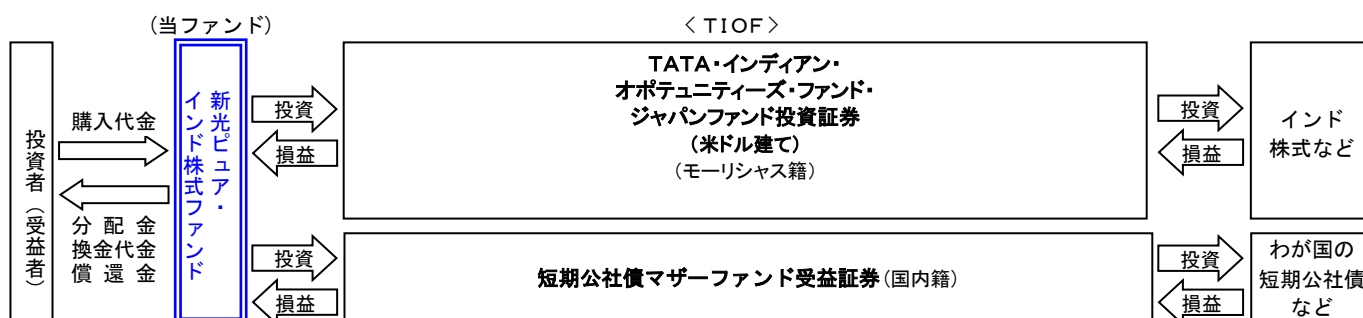 (当ファンド)
<TIOF>
投資者(受益者)
購入代金
分配金
換金代金
償還金
新光ピュア・
インド株式ファンド
投資
損益
TATA・インディアン・
オポテュニティーズ・ファンド・
ジャパンファンド投資証券
(米ドル建て)
(モーリシャス籍)
投資
損益
インド
株式など
投資
損益
短期公社債マザーファンド受益証券(国内籍)
投資
損益
わが国の
短期公社債
など